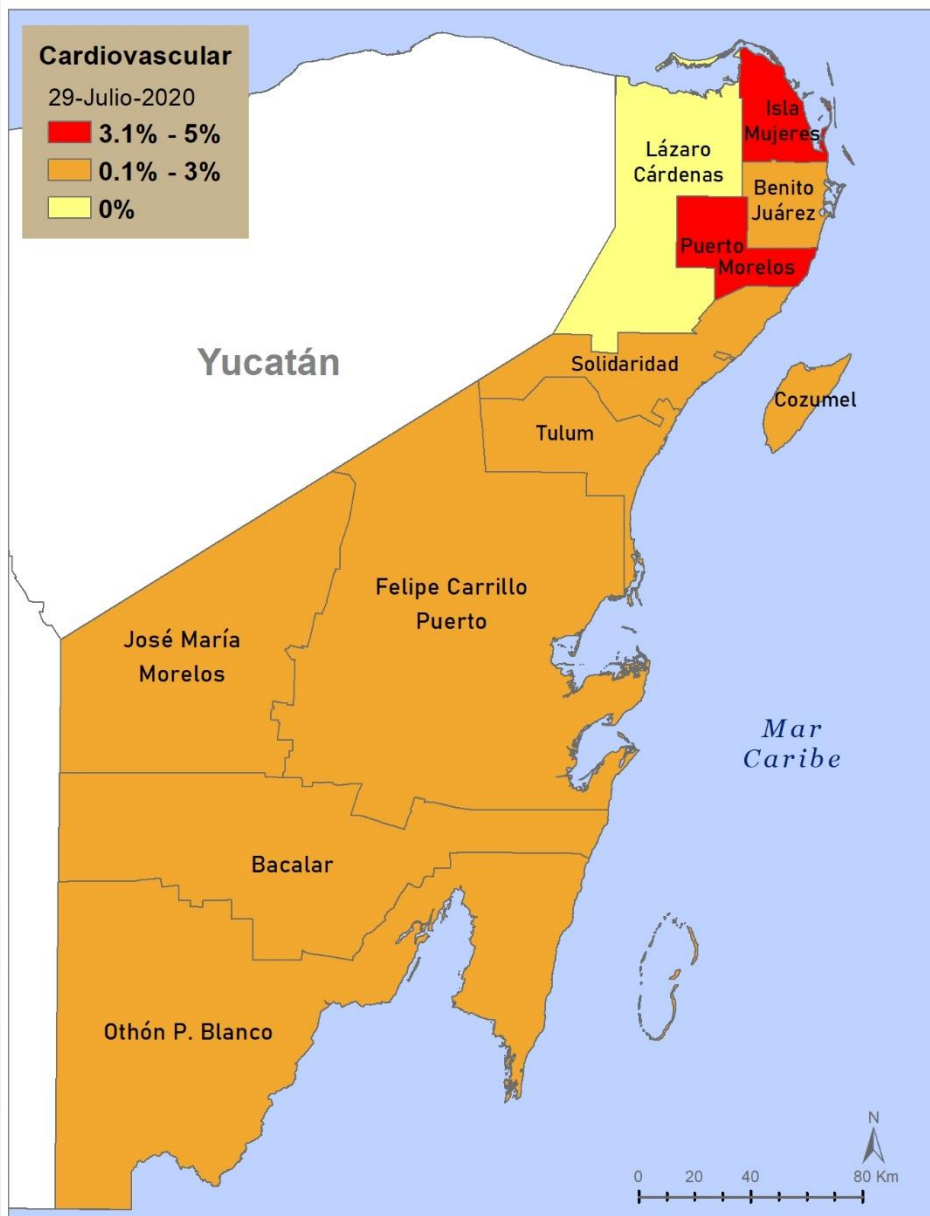 Cardiovascular
29-Julio-2020
3.1% - 5%
0.1% - 3%
0%
Isla
Mujeres
Lázaro
Cárdenas
Benito
Juárez
Puerto
Morelos
Yucatán
Solidaridad
Cozumel
Tulum
Felipe Carrillo
Puerto
José María
Morelos
Mar
Caribe
Bacalar
Othón P. Blanco
N
0 20 40 80 Km